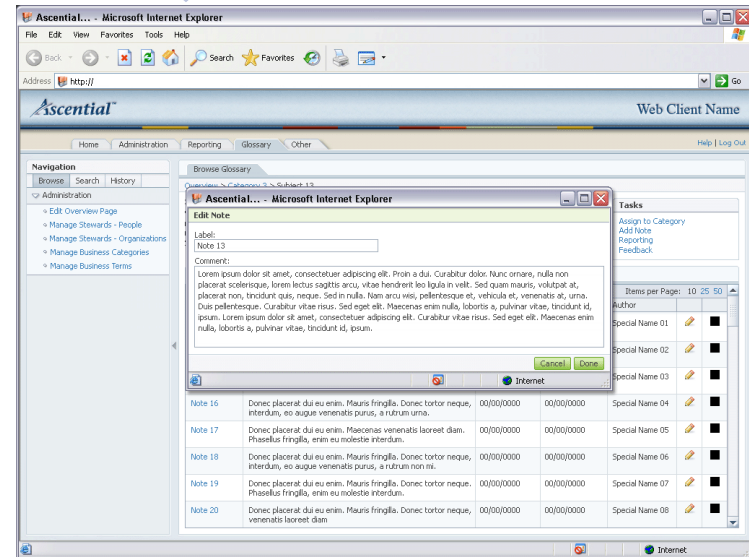 Ascential... - Microsoft Internet Explorer
File Edit View Favorites Tools Help
Back Search Favorites
Address http:// Go
Ascential™ Web Client Name
Home Administration Reporting Glossary Other Help | Log Out
Navigation
Browse Search History
Administration
Edit Overview Page
Manage Stewards - People
Manage Stewards - Organizations
Manage Business Categories
Manage Business Terms
Browse Glossary
Overview > Category 3 > Subject 13
Ascential... - Microsoft Internet Explorer
Edit Note
Label:
Note 13
Comment:
Lorem ipsum dolor sit amet, consectetuer adipiscing elit. Proin a dui. Curabitur dolor. Nunc ornare, nulla non
placerat scelerisque, lorem lectus sagittis arcu, vitae hendrerit leo ligula in velit. Sed quam mauris, volutpat at,
placerat non, tincidunt quis, neque. Sed in nulla. Nam arcu wisi, pellentesque et, vehicula et, venenatis at, urna.
Duis pellentesque. Curabitur vitae risus. Sed eget elit. Maecenas enim nulla, lobortis a, pulvinar vitae, tincidunt id,
ipsum. Lorem ipsum dolor sit amet, consectetuer adipiscing elit. Curabitur vitae risus. Sed eget elit. Maecenas enim
nulla, lobortis a, pulvinar vitae, tincidunt id, ipsum.
Cancel Done
Internet
Tasks
Assign to Category
Add Note
Reporting
Feedback
Items per Page: 10 25 50
Author
Special Name 01
Special Name 02
Special Name 03
Note 16 Donec placerat dui eu enim. Mauris fringilla. Donec tortor neque, 00/00/0000 00/00/0000 Special Name 04
interdum, eo augue venenatis purus, a rutrum urna.
Note 17 Donec placerat dui eu enim. Maecenas venenatis laoreet diam. 00/00/0000 00/00/0000 Special Name 05
Phasellus fringilla, enim eu molestie interdum.
Note 18 Donec placerat dui eu enim. Mauris fringilla. Donec tortor neque, 00/00/0000 00/00/0000 Special Name 06
interdum, eo augue venenatis purus, a rutrum non mi.
Note 19 Donec placerat dui eu enim. Mauris fringilla. Donec tortor neque, 00/00/0000 00/00/0000 Special Name 07
Phasellus fringilla, enim eu molestie interdum.
Note 20 Donec placerat dui eu enim. Mauris fringilla. Donec tortor neque, 00/00/0000 00/00/0000 Special Name 08
venenatis laoreet diam
Internet